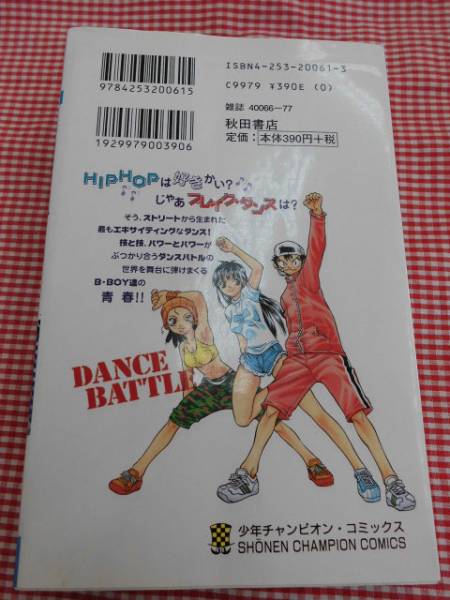 ISBN4-253-20061-3
C9979 ¥390E (0)
9784253200615
雑誌 40066-77
秋田書店
定価：本体390円＋税
1929979003906
HIPHOPは好きかい？
じゃあブレイク・ダンスは？
そう、ストリートから生まれた
最もエキサイティングなダンス！
技と技、パワーとパワーが
ぶつかり合うダンスバトルの
世界を舞台に弾けまくる
B-BOY達の
青春！！
DANCE
BATTLE
少年チャンピオン・コミックス
SHŌNEN CHAMPION COMICS